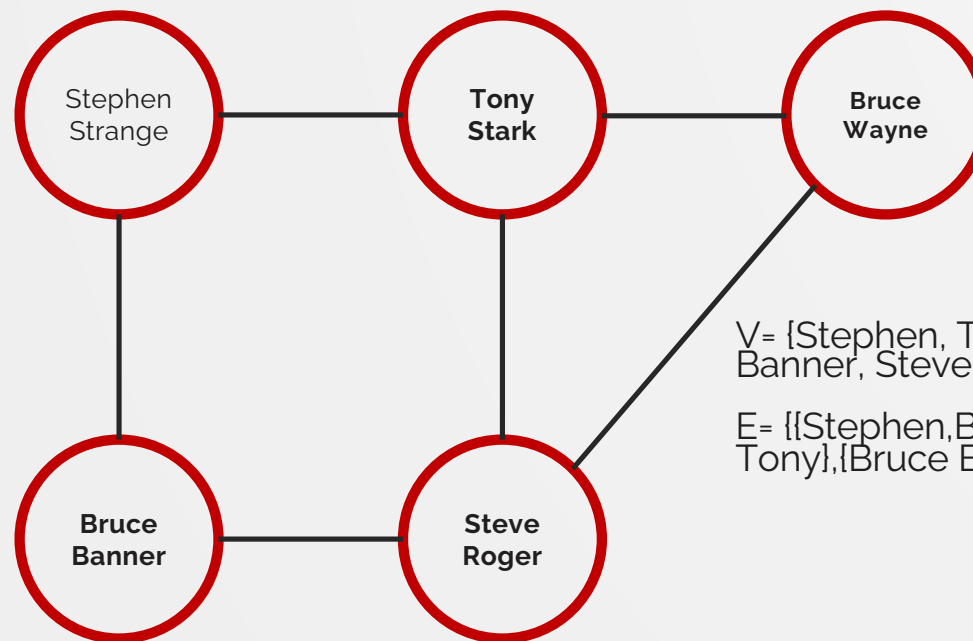 Stephen
Strange
Tony
Stark
Bruce
Wayne
V= {Stephen, T
Banner, Steve
E= {{Stephen,B
Tony},{Bruce B
Bruce
Banner
Steve
Roger